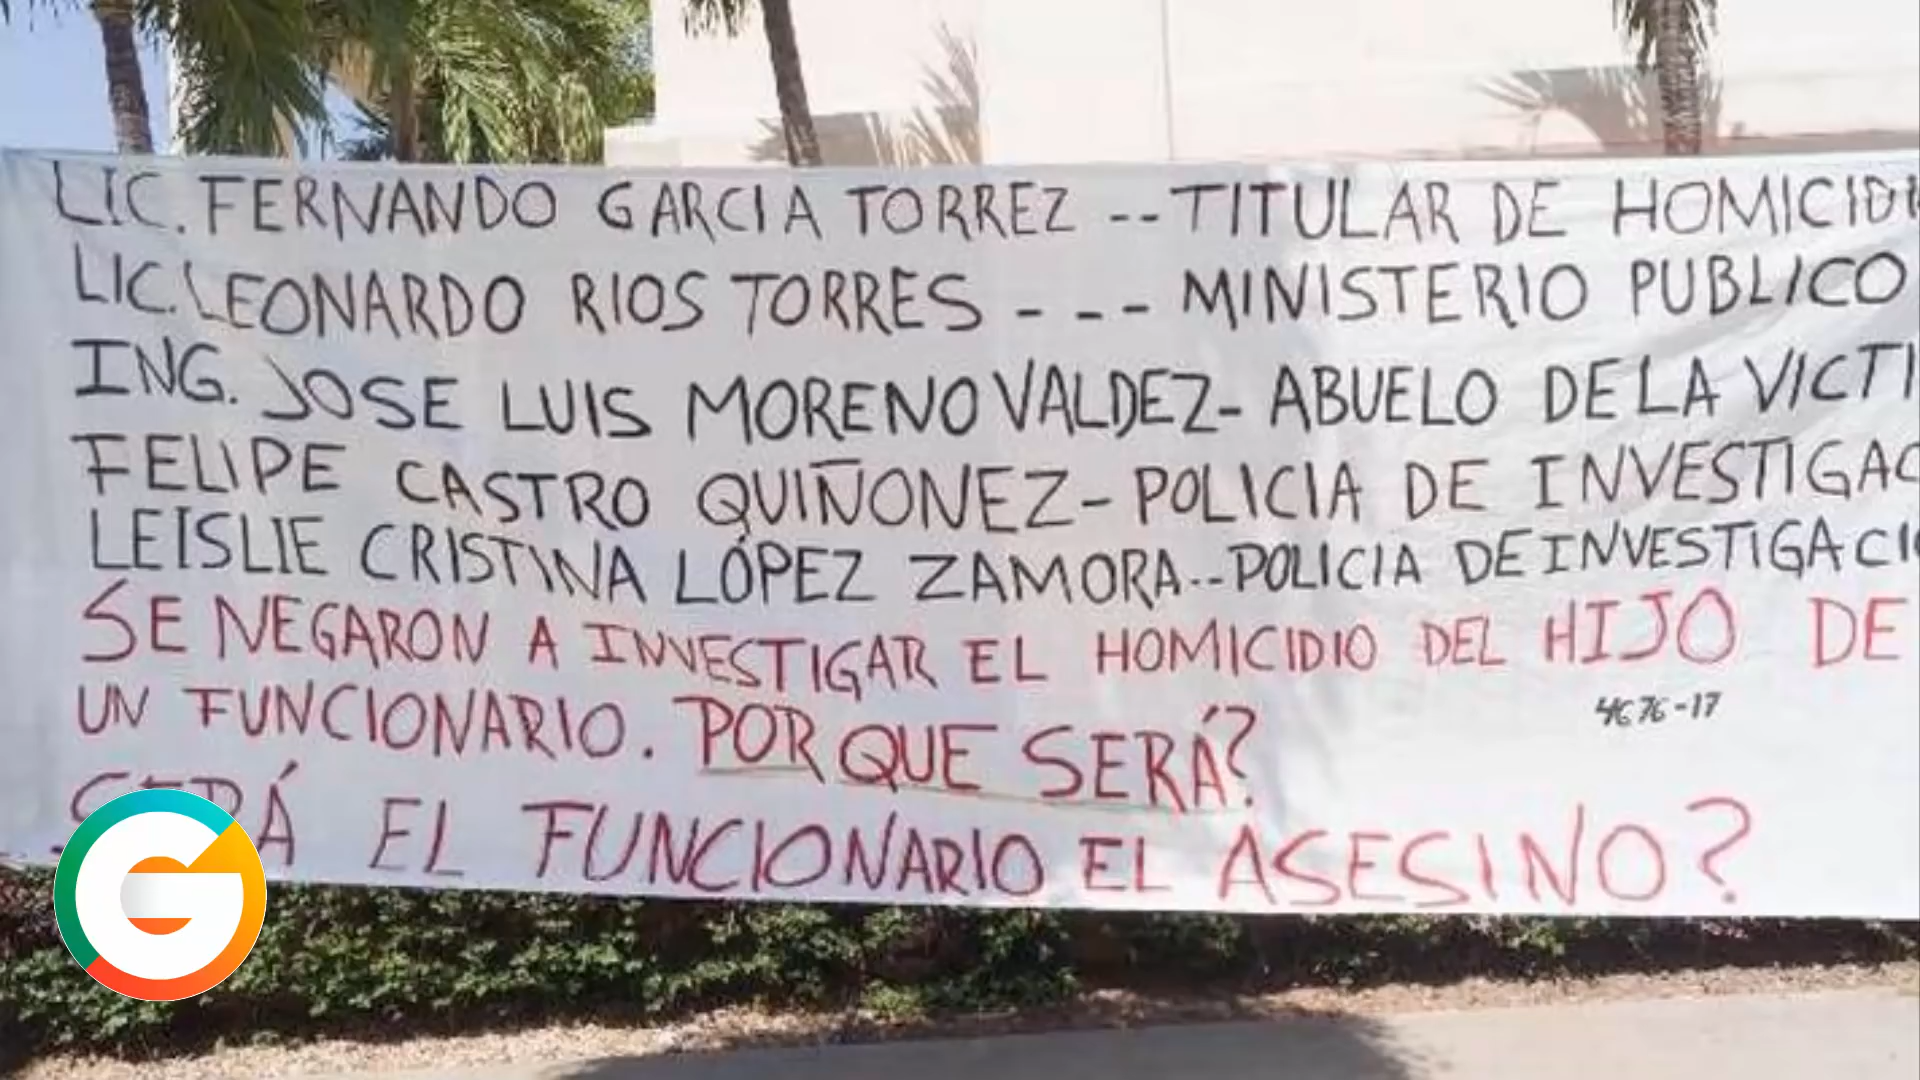 LIC. FERNANDO GARCIA TORREZ -- TITULAR DE HOMICIDI
LIC. LEONARDO RIOS TORRES - - - MINISTERIO PUBLICO
ING. JOSE LUIS MORENO VALDEZ - ABUELO DE LA VICTI
FELIPE CASTRO QUIÑONEZ - POLICIA DE INVESTIGAC
LEISLIE CRISTINA LÓPEZ ZAMORA -- POLICIA DE INVESTIGACI
SE NEGARON A INVESTIGAR EL HOMICIDIO DEL HIJO DE
UN FUNCIONARIO. POR QUE SERÁ?
4676-17
SERÁ EL FUNCIONARIO EL ASESINO?
G